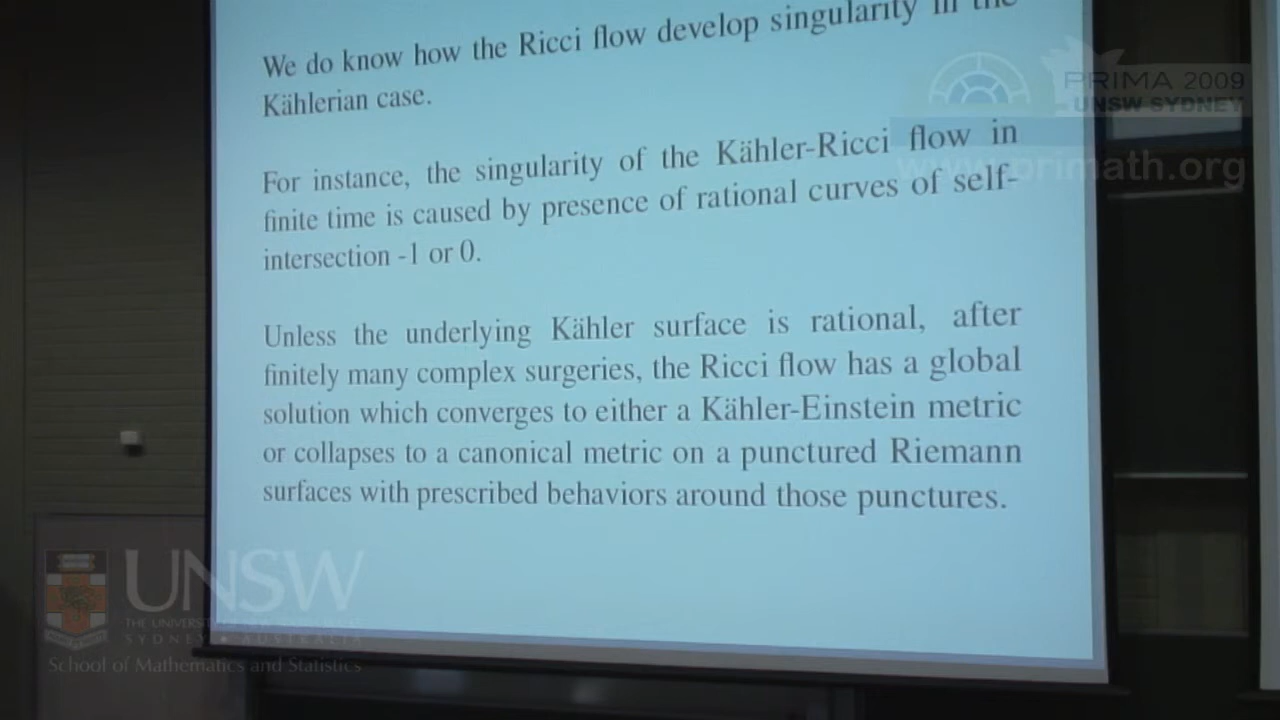 We do know how the Ricci flow develop singularity in the
Kählerian case.
For instance, the singularity of the Kähler-Ricci flow in
finite time is caused by presence of rational curves of self-
intersection -1 or 0.
Unless the underlying Kähler surface is rational, after
finitely many complex surgeries, the Ricci flow has a global
solution which converges to either a Kähler-Einstein metric
or collapses to a canonical metric on a punctured Riemann
surfaces with prescribed behaviors around those punctures.
PRIMA 2009
UNSW SYDNEY
www.primath.org
UNSW
SYDNEY • AUSTRALIA
School of Mathematics and Statistics